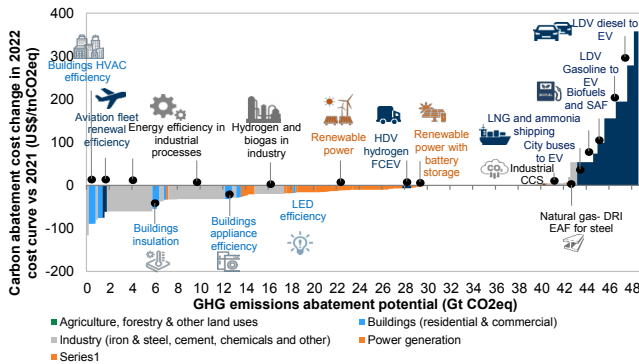 Carbon abatement cost change in 2022
cost curve vs 2021 (US$/tnCO2eq)
400
300
200
100
0
-100
-200
Buildings HVAC
efficiency
Aviation fleet
renewal
efficiency
Energy efficiency in
industrial
processes
Hydrogen and
biogas in
industry
Renewable
power
HDV
hydrogen
FCEV
Renewable
power with
battery
storage
LNG and ammonia
shipping
City buses to
EV
Industrial
CCS
CO2
LDV diesel to
EV
LDV
Gasoline to
EV
Biofuels
and SAF
Buildings
insulation
Buildings
appliance
efficiency
LED
efficiency
Natural gas- DRI
EAF for steel
0 2 4 6 8 10 12 14 16 18 20 22 24 26 28 30 32 34 36 38 40 42 44 46 48
GHG emissions abatement potential (Gt CO2eq)
Agriculture, forestry & other land uses
Buildings (residential & commercial)
Industry (iron & steel, cement, chemicals and other)
Power generation
Series1